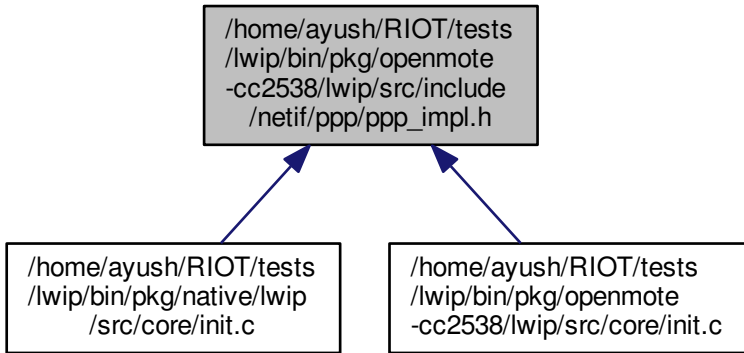 /home/ayush/RIOT/tests
/lwip/bin/pkg/openmote
-cc2538/lwip/src/include
/netif/ppp/ppp_impl.h
/home/ayush/RIOT/tests
/lwip/bin/pkg/native/lwip
/src/core/init.c
/home/ayush/RIOT/tests
/lwip/bin/pkg/openmote
-cc2538/lwip/src/core/init.c